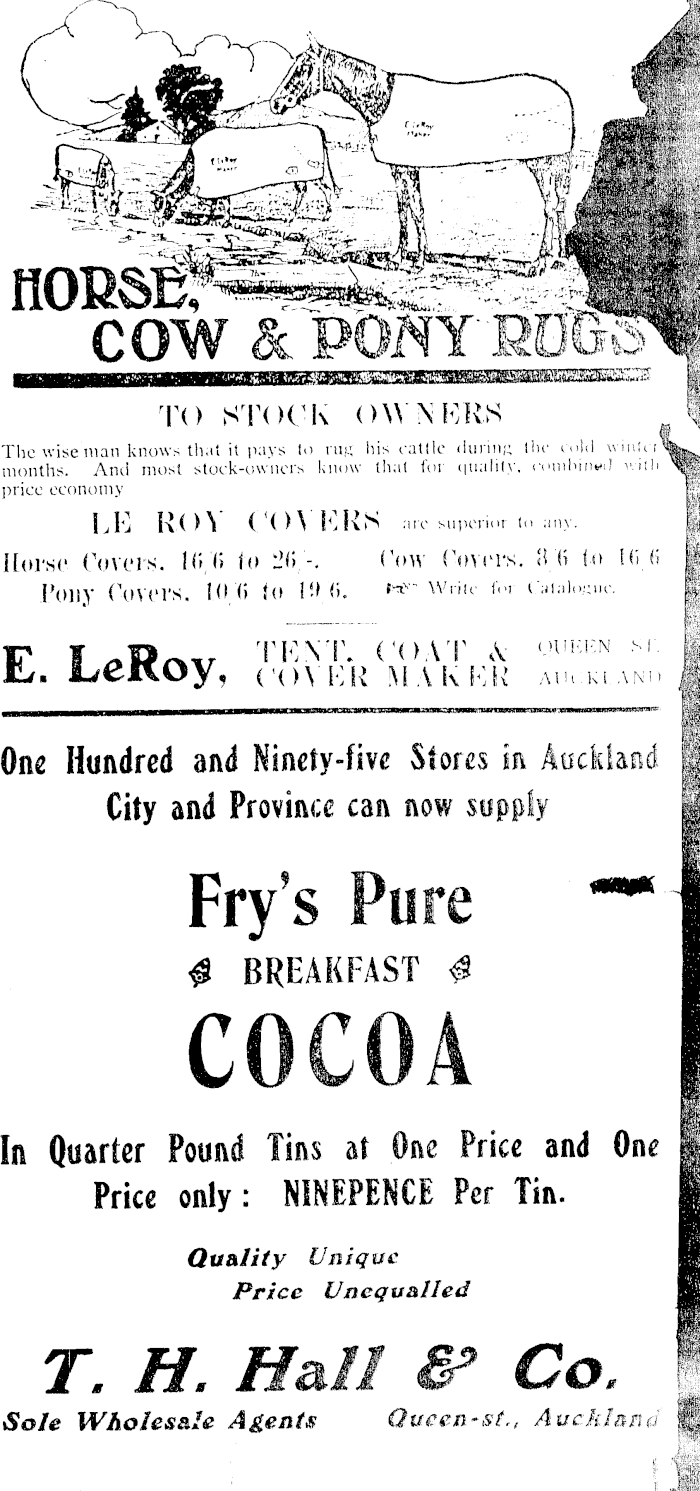 E LeRoy
Maker
E LeRoy
Maker
HORSE,
COW & PONY RUGS
TO STOCK OWNERS
The wise man knows that it pays to rug his cattle during the cold winter
months. And most stock-owners know that for quality, combined with
price economy
LE ROY COVERS are superior to any.
Horse Covers, 16/6 to 26/-. Cow Covers, 8/6 to 16/6
Pony Covers, 10/6 to 19/6. ☞ Write for Catalogue.
E. LeRoy, TENT, COAT & QUEEN ST.
COVER MAKER AUCKLAND
One Hundred and Ninety-five Stores in Auckland
City and Province can now supply
Fry's Pure
BREAKFAST
COCOA
In Quarter Pound Tins at One Price and One
Price only: NINEPENCE Per Tin.
Quality Unique
Price Unequalled
T. H. Hall & Co.
Sole Wholesale Agents Queen-st., Auckland